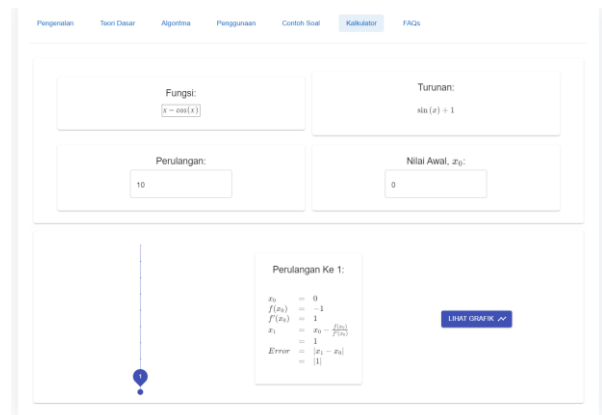 Pengenalan Teori Dasar Algoritma Penggunaan Contoh Soal Kalkulator FAQs
Fungsi:
x − cos(x)
Turunan:
sin (x) + 1
Perulangan:
10
Nilai Awal, x₀:
0
Perulangan Ke 1:
x₀ = 0
f(x₀) = −1
f′(x₀) = 1
x₁ = x₀ − f(x₀)/f′(x₀)
= 1
Error = |x₁ − x₀|
= |1|
LIHAT GRAFIK
1